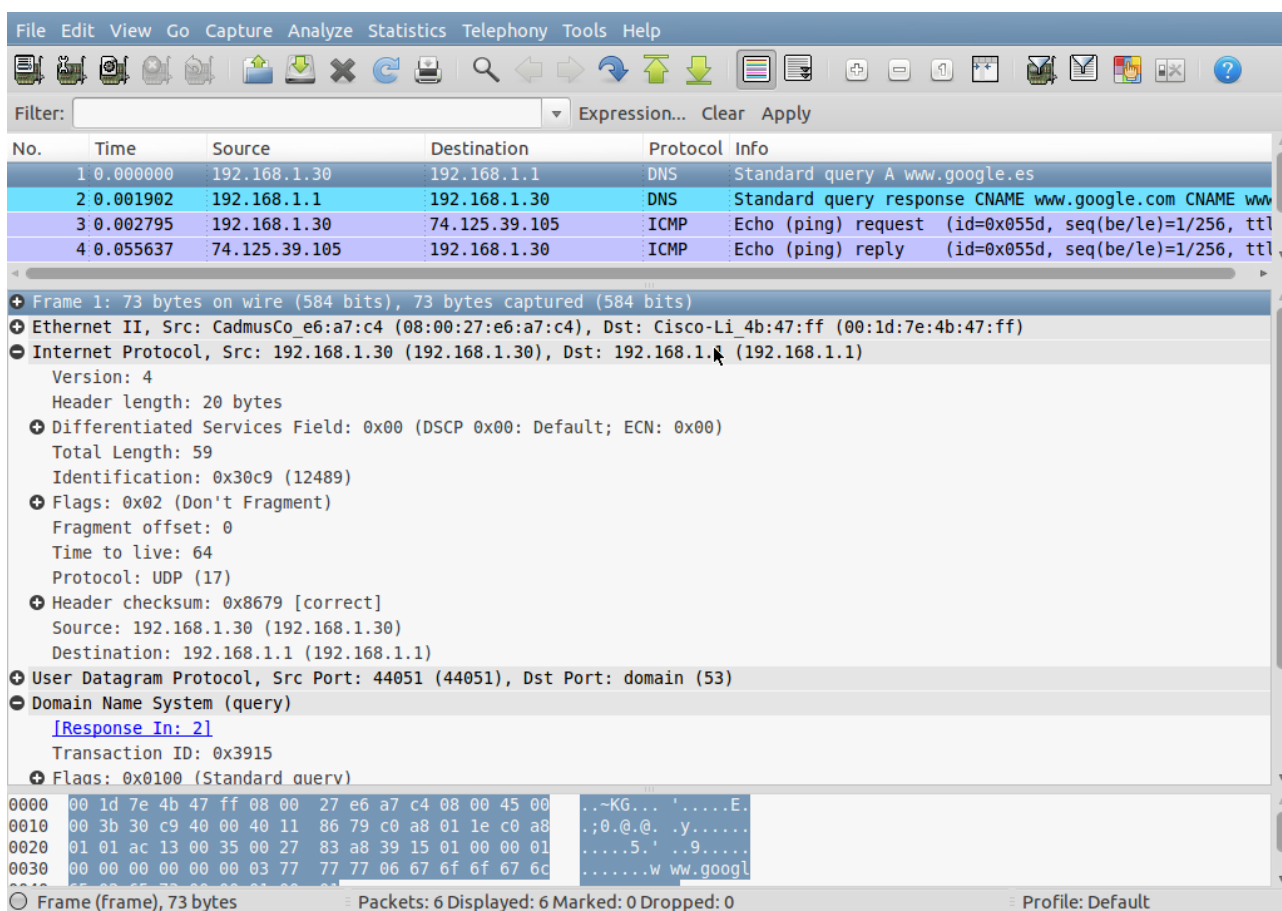 File Edit View Go Capture Analyze Statistics Telephony Tools Help
Filter: Expression... Clear Apply
No. Time Source Destination Protocol Info
1 0.000000 192.168.1.30 192.168.1.1 DNS Standard query A www.google.es
2 0.001902 192.168.1.1 192.168.1.30 DNS Standard query response CNAME www.google.com CNAME www
3 0.002795 192.168.1.30 74.125.39.105 ICMP Echo (ping) request (id=0x055d, seq(be/le)=1/256, ttl
4 0.055637 74.125.39.105 192.168.1.30 ICMP Echo (ping) reply (id=0x055d, seq(be/le)=1/256, ttl
Frame 1: 73 bytes on wire (584 bits), 73 bytes captured (584 bits)
Ethernet II, Src: CadmusCo_e6:a7:c4 (08:00:27:e6:a7:c4), Dst: Cisco-Li_4b:47:ff (00:1d:7e:4b:47:ff)
Internet Protocol, Src: 192.168.1.30 (192.168.1.30), Dst: 192.168.1.1 (192.168.1.1)
Version: 4
Header length: 20 bytes
Differentiated Services Field: 0x00 (DSCP 0x00: Default; ECN: 0x00)
Total Length: 59
Identification: 0x30c9 (12489)
Flags: 0x02 (Don't Fragment)
Fragment offset: 0
Time to live: 64
Protocol: UDP (17)
Header checksum: 0x8679 [correct]
Source: 192.168.1.30 (192.168.1.30)
Destination: 192.168.1.1 (192.168.1.1)
User Datagram Protocol, Src Port: 44051 (44051), Dst Port: domain (53)
Domain Name System (query)
[Response In: 2]
Transaction ID: 0x3915
Flags: 0x0100 (Standard query)
0000 00 1d 7e 4b 47 ff 08 00 27 e6 a7 c4 08 00 45 00 ..~KG... '.....E.
0010 00 3b 30 c9 40 00 40 11 86 79 c0 a8 01 1e c0 a8 .;0.@.@. .y......
0020 01 01 ac 13 00 35 00 27 83 a8 39 15 01 00 00 01 .....5.' ..9.....
0030 00 00 00 00 00 00 03 77 77 77 06 67 6f 6f 67 6c .......w ww.googl
Frame (frame), 73 bytes Packets: 6 Displayed: 6 Marked: 0 Dropped: 0 Profile: Default